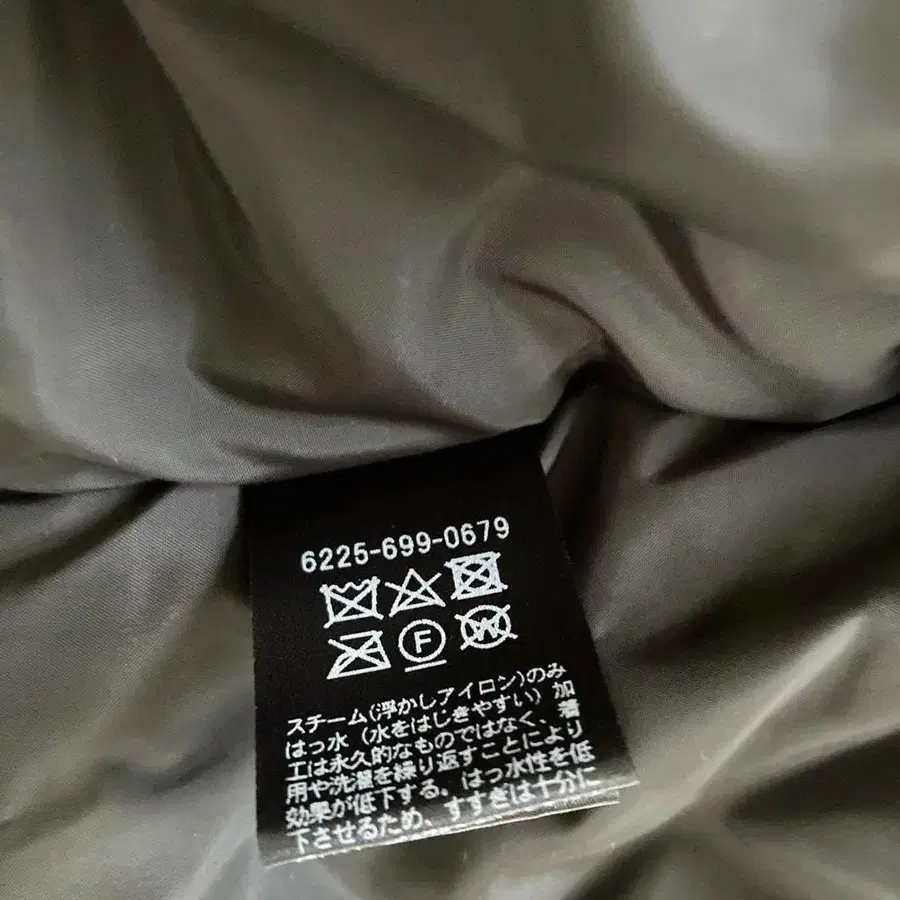 6225-699-0679
F W
スチーム(浮かしアイロン)のみ
はっ水（水をはじきやすい）加
工は永久的なものではなく、着
用や洗濯を繰り返すことにより
効果が低下する。はっ水性を低
下させるため、すすぎは十分に